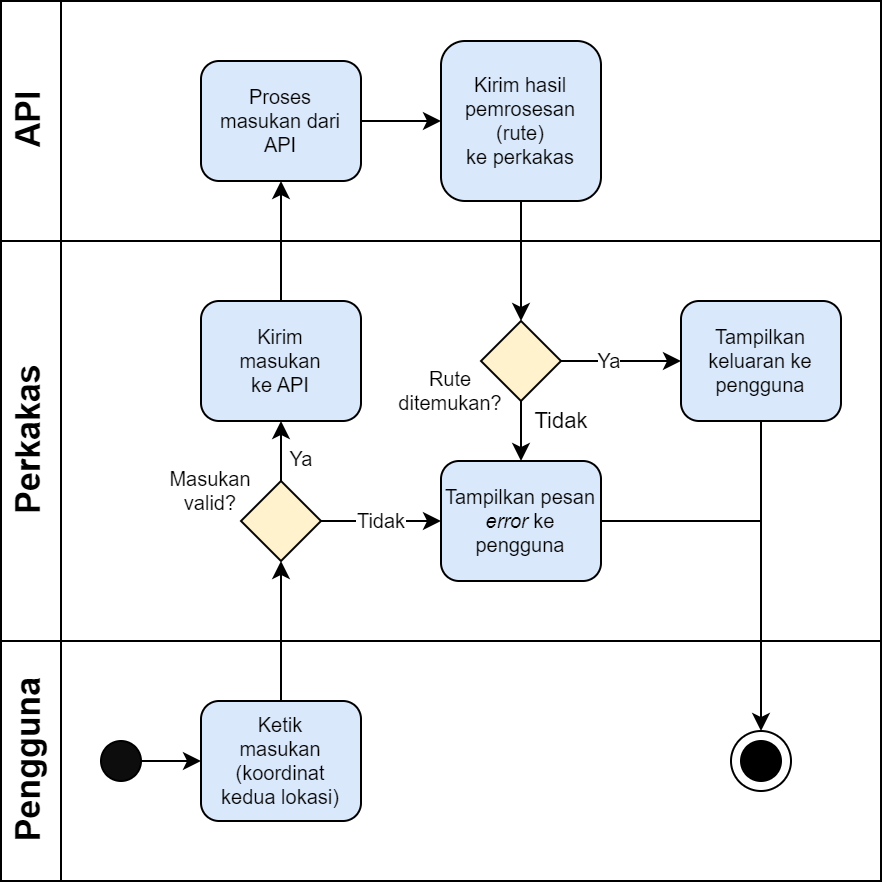 API
Proses
masukan dari
API
Kirim hasil
pemrosesan
(rute)
ke perkakas
Perkakas
Kirim
masukan
ke API
Rute
ditemukan?
Ya
Tampilkan
keluaran ke
pengguna
Tidak
Ya
Masukan
valid?
Tidak
Tampilkan pesan
error ke
pengguna
Pengguna
Ketik
masukan
(koordinat
kedua lokasi)